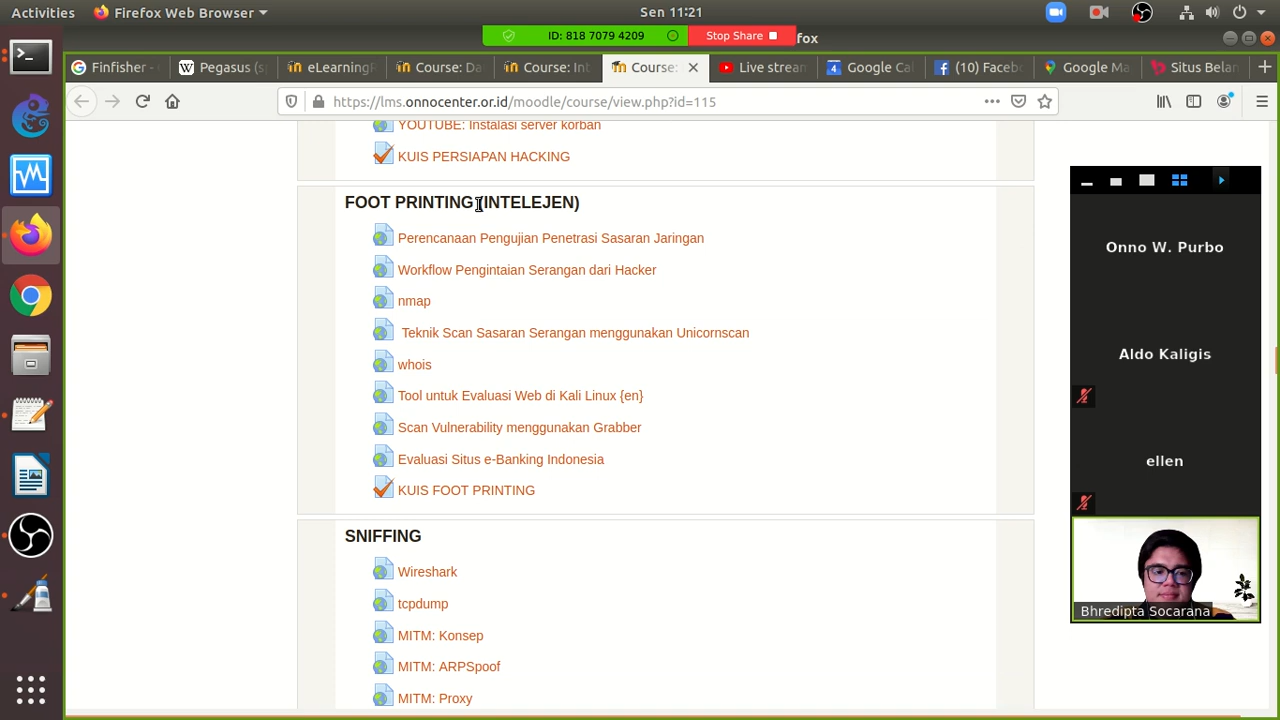 Activities
Firefox Web Browser
Sen 11:21
ID: 818 7079 4209
Stop Share
fox
Finfisher -
Pegasus (s
eLearningR
Course: Da
Course: Int
Course:
Live stream
Google Cal
(10) Faceb
Google Ma
Situs Belan
https://lms.onnocenter.or.id/moodle/course/view.php?id=115
YOUTUBE: Instalasi server korban
KUIS PERSIAPAN HACKING
FOOT PRINTING (INTELEJEN)
Perencanaan Pengujian Penetrasi Sasaran Jaringan
Workflow Pengintaian Serangan dari Hacker
nmap
Teknik Scan Sasaran Serangan menggunakan Unicornscan
whois
Tool untuk Evaluasi Web di Kali Linux {en}
Scan Vulnerability menggunakan Grabber
Evaluasi Situs e-Banking Indonesia
KUIS FOOT PRINTING
SNIFFING
Wireshark
tcpdump
MITM: Konsep
MITM: ARPSpoof
MITM: Proxy
Onno W. Purbo
Aldo Kaligis
ellen
Bhredipta Socarana